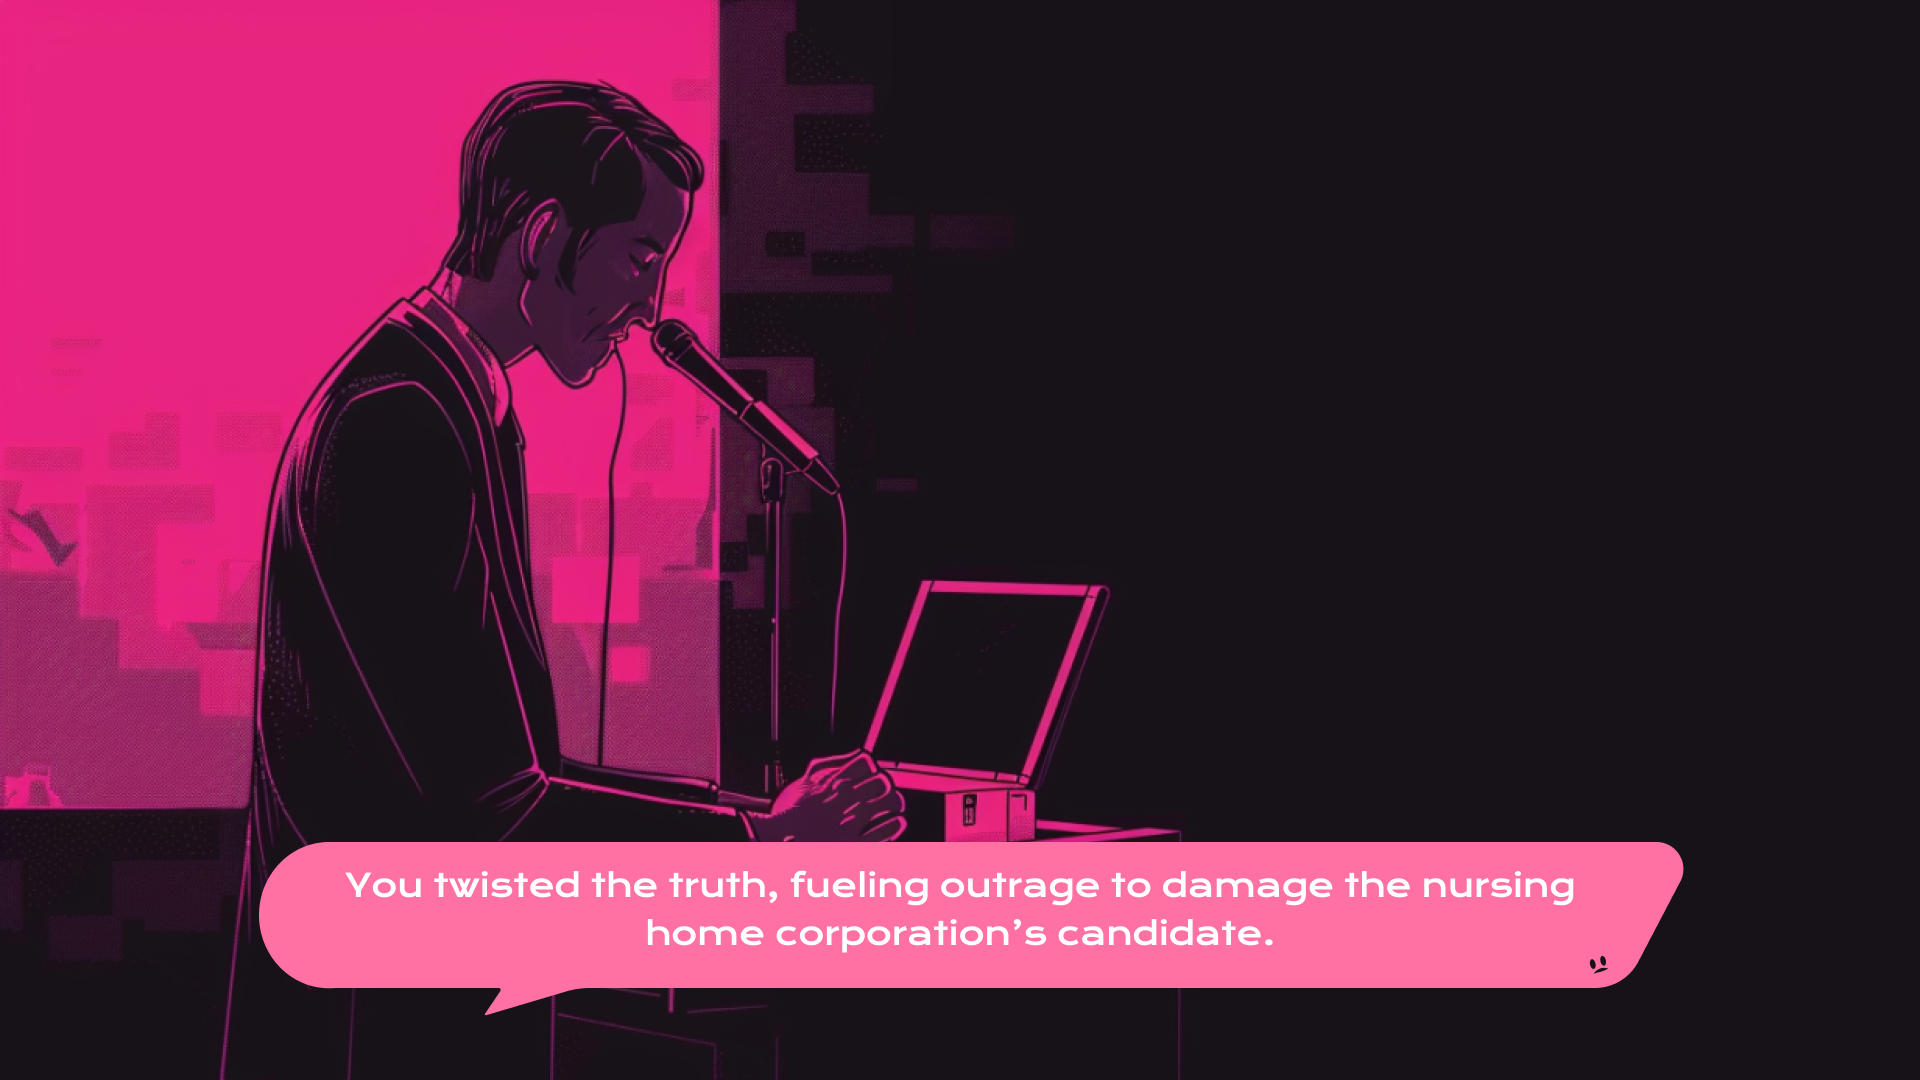 You twisted the truth, fueling outrage to damage the nursing
home corporation’s candidate.